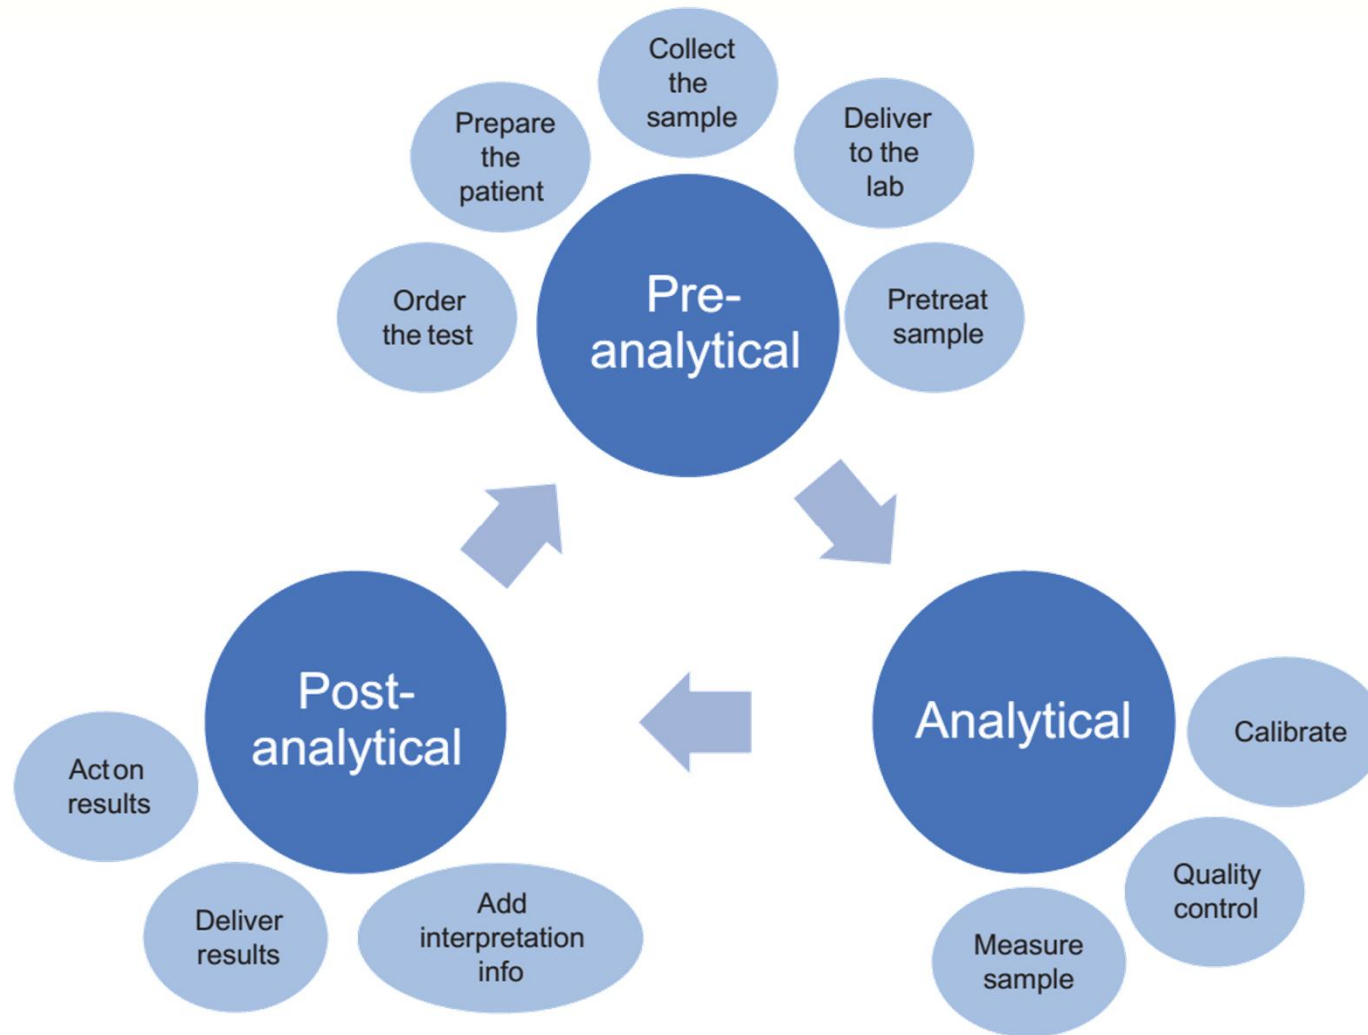 Collect
the
sample
Prepare
the
patient
Deliver
to the
lab
Order
the test
Pre-
analytical
Pretreat
sample
Analytical
Calibrate
Quality
control
Measure
sample
Post-
analytical
Add
interpretation
info
Deliver
results
Act on
results